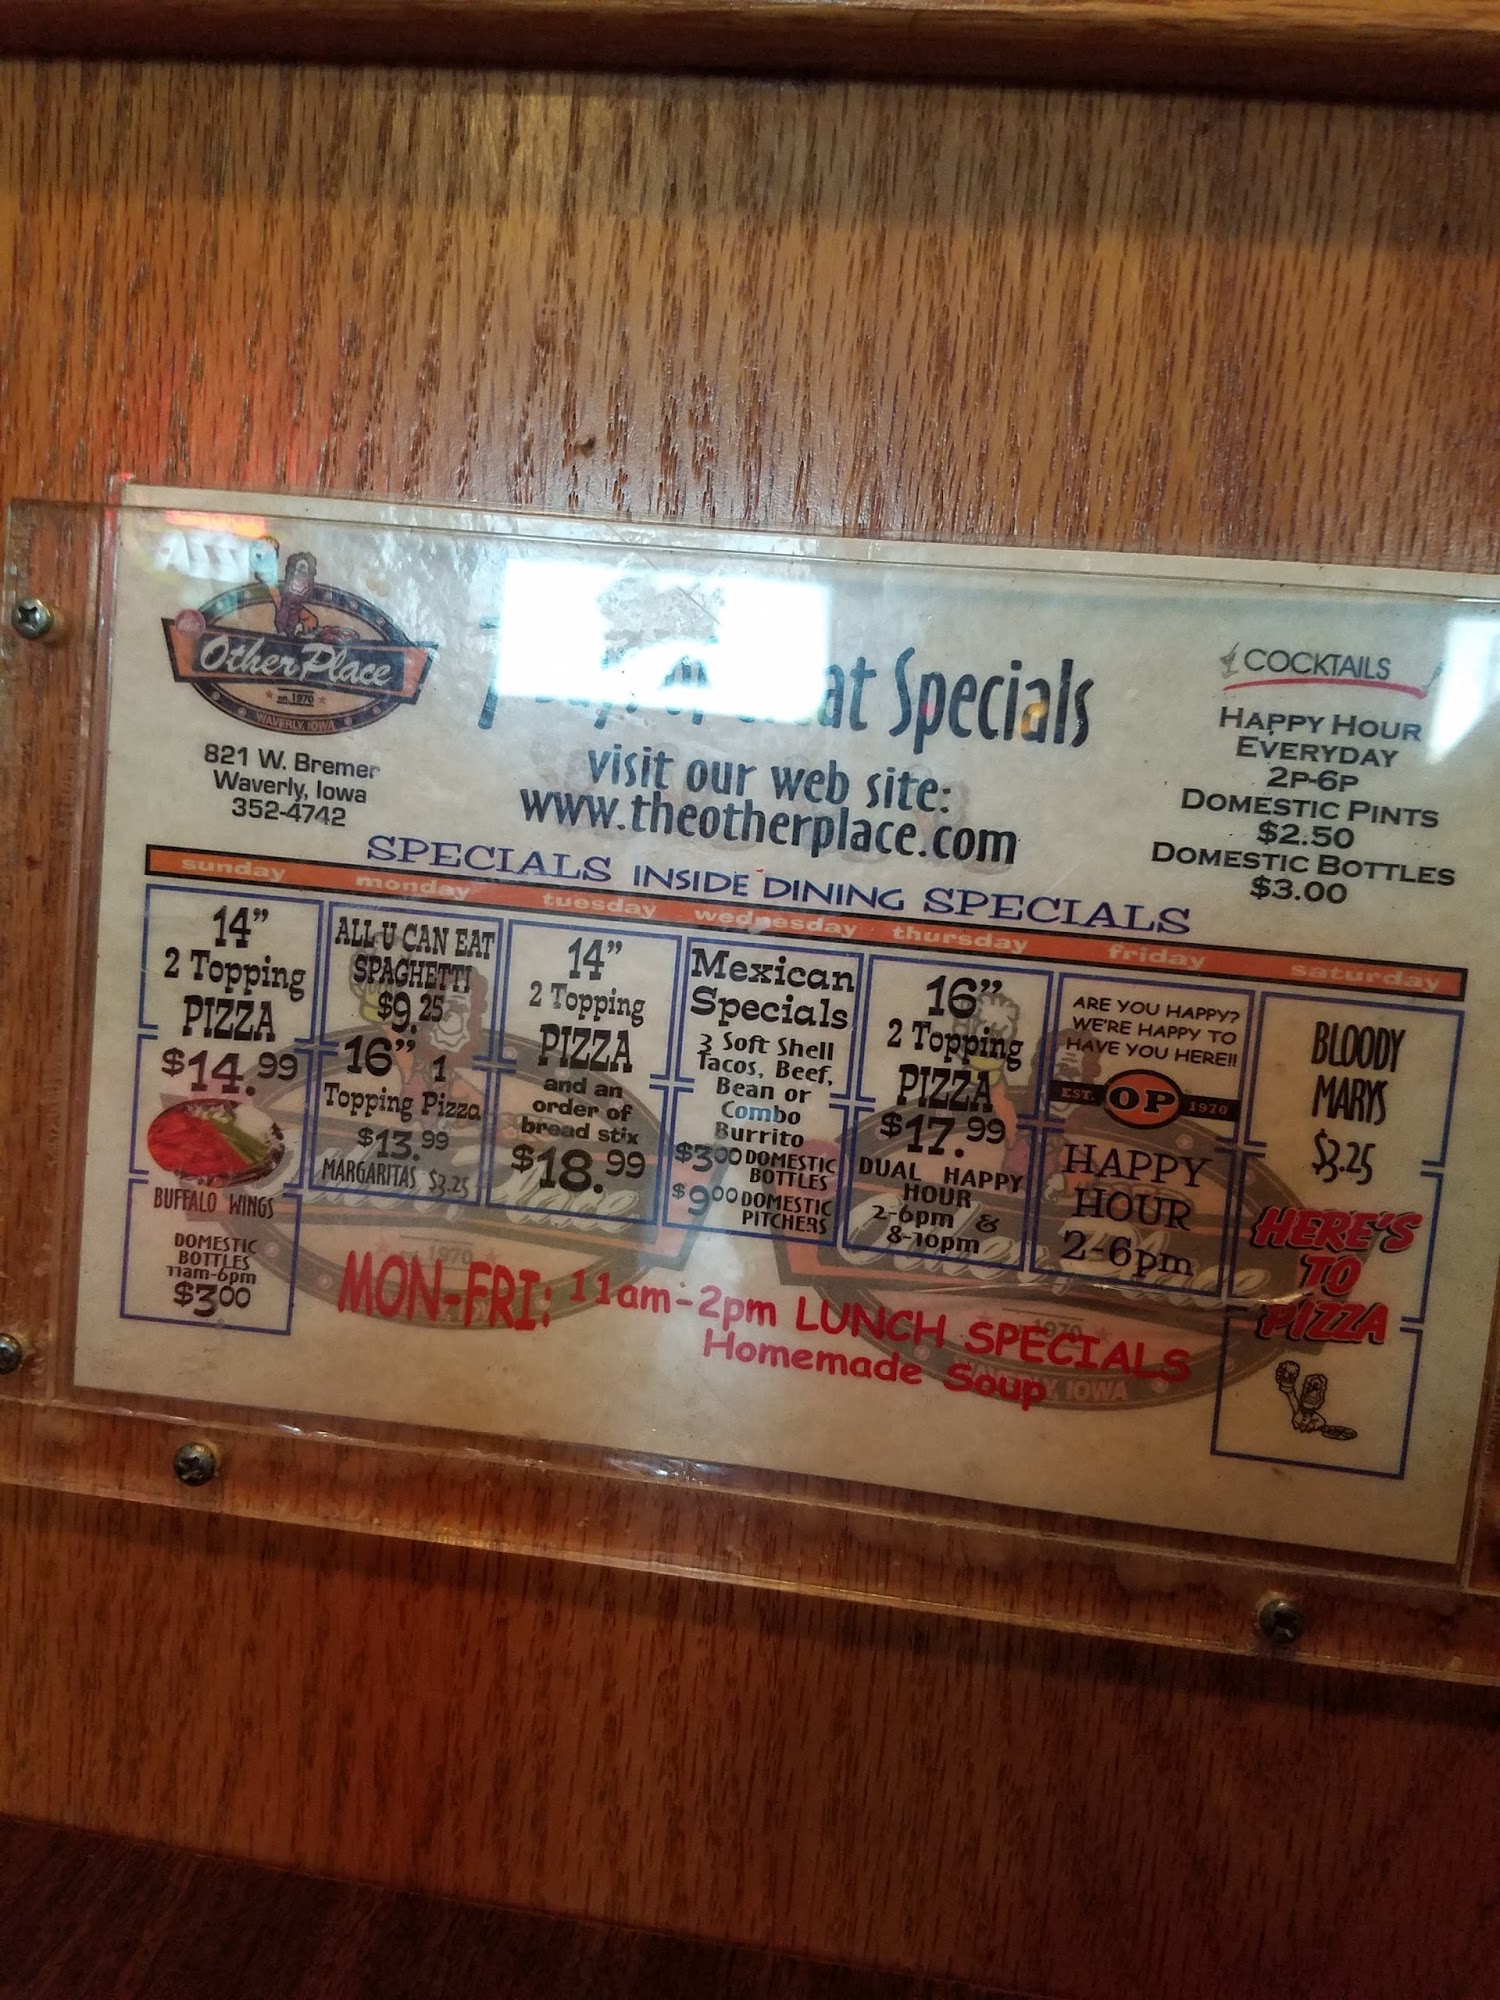 Other Place
est. 1970
WAVERLY, IOWA
821 W. Bremer
Waverly, Iowa
352-4742
7 of Specials
visit our web site:
www.theotherplace.com
COCKTAILS
HAPPY HOUR
EVERYDAY
2P-6P
DOMESTIC PINTS
$2.50
DOMESTIC BOTTLES
$3.00
SPECIALS INSIDE DINING SPECIALS
sunday
14"
2 Topping
PIZZA
$14.99
BUFFALO WINGS
DOMESTIC
BOTTLES
11am-6pm
$3.00
monday
ALL U CAN EAT
SPAGHETTI
$9.25
16" 1
Topping Pizza
$13.99
MARGARITAS $3.25
tuesday
14"
2 Topping
PIZZA
and an
order of
bread stix
$18.99
wednesday
Mexican
Specials
3 Soft Shell
Tacos, Beef,
Bean or
Combo
Burrito
$3.00 DOMESTIC
BOTTLES
$9.00 DOMESTIC
PITCHERS
thursday
16"
2 Topping
PIZZA
$17.99
DUAL HAPPY
HOUR
2-6pm &
8-10pm
friday
ARE YOU HAPPY?
WE'RE HAPPY TO
HAVE YOU HERE!!
EST. OP 1970
HAPPY
HOUR
2-6pm
saturday
BLOODY
MARYS
$3.25
HERE'S
TO
PIZZA
MON-FRI: 11am-2pm LUNCH SPECIALS
Homemade Soup